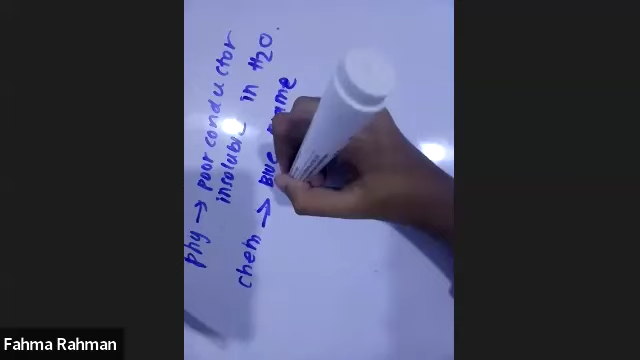 phy → poor conductor
insoluble in H2O.
chem → Blue
Fahma Rahman